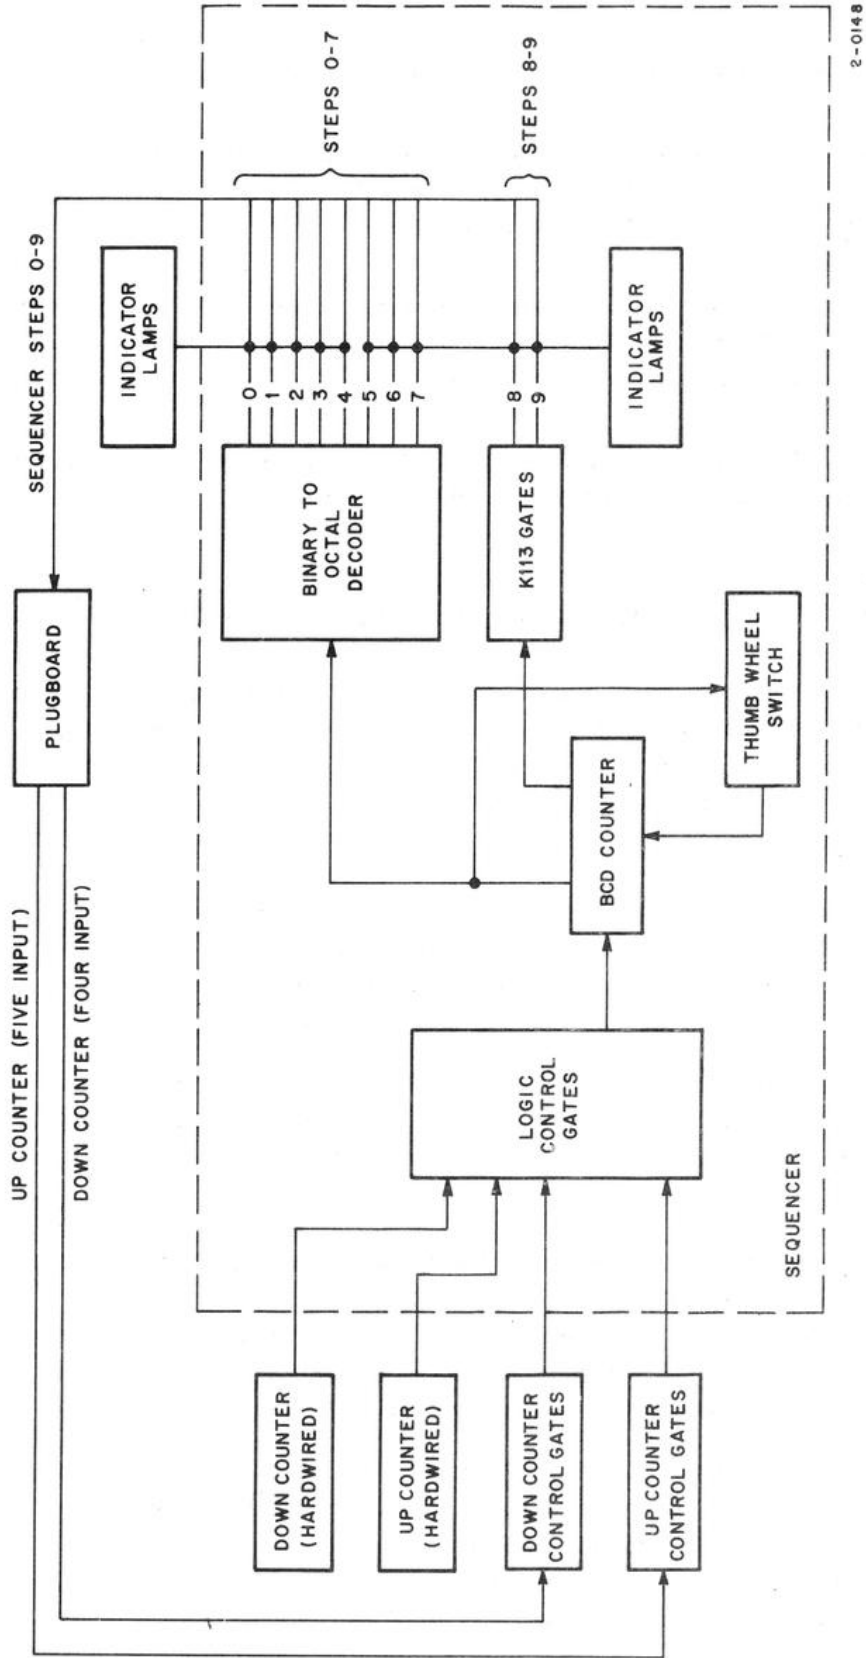 UP COUNTER (FIVE INPUT)
DOWN COUNTER (FOUR INPUT)
PLUGBOARD
SEQUENCER STEPS 0-9
INDICATOR
LAMPS
DOWN COUNTER
(HARDWIRED)
UP COUNTER
(HARDWIRED)
DOWN COUNTER
CONTROL GATES
UP COUNTER
CONTROL GATES
LOGIC
CONTROL
GATES
BCD COUNTER
THUMB WHEEL
SWITCH
BINARY TO
OCTAL
DECODER
K113 GATES
0
1
2
3
4
5
6
7
8
9
STEPS 0-7
STEPS 8-9
INDICATOR
LAMPS
SEQUENCER
2-0148